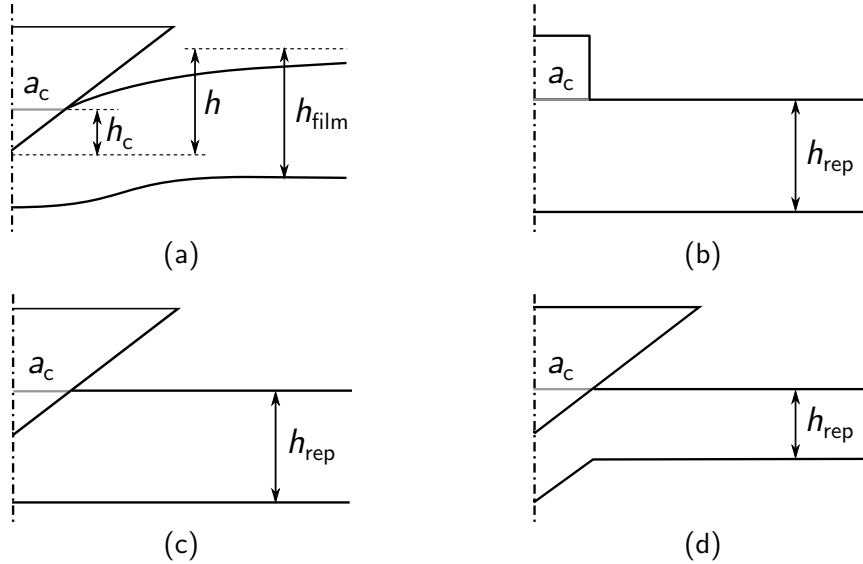 a_c
h_c
h
h_film
(a)
a_c
h_rep
(b)
a_c
h_rep
(c)
a_c
h_rep
(d)